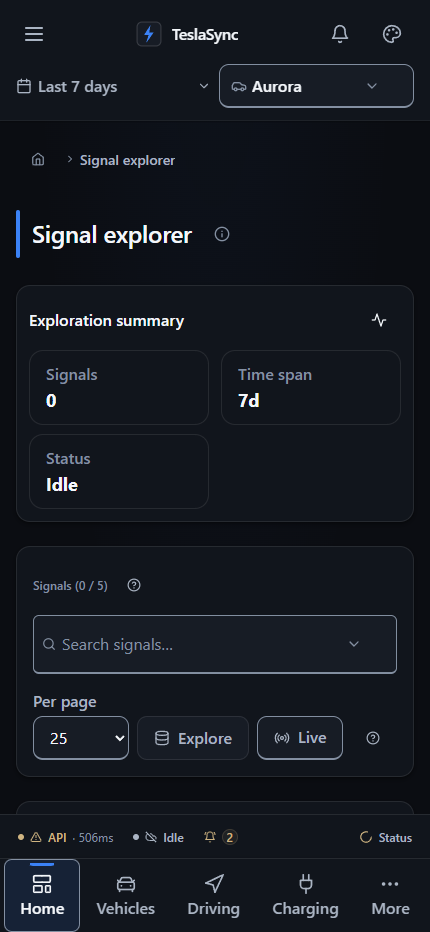 TeslaSync
Last 7 days
Aurora
Signal explorer
Signal explorer
Exploration summary
Signals
0
Time span
7d
Status
Idle
Signals (0 / 5)
Search signals...
Per page
25
Explore
Live
API · 506ms
Idle
2
Status
Home
Vehicles
Driving
Charging
More